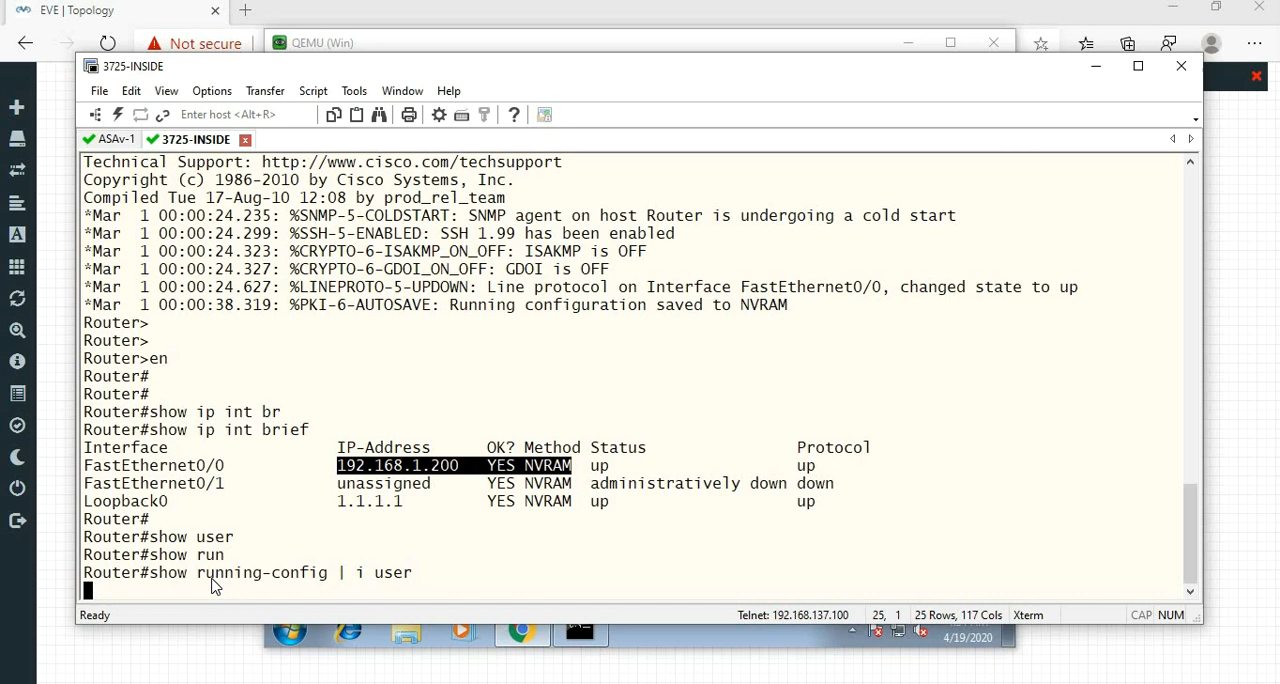 EVE | Topology
Not secure
QEMU (Win)
3725-INSIDE
File Edit View Options Transfer Script Tools Window Help
Enter host <Alt+R>
ASAv-1 3725-INSIDE
Technical Support: http://www.cisco.com/techsupport
Copyright (c) 1986-2010 by Cisco Systems, Inc.
Compiled Tue 17-Aug-10 12:08 by prod_rel_team
*Mar  1 00:00:24.235: %SNMP-5-COLDSTART: SNMP agent on host Router is undergoing a cold start
*Mar  1 00:00:24.299: %SSH-5-ENABLED: SSH 1.99 has been enabled
*Mar  1 00:00:24.323: %CRYPTO-6-ISAKMP_ON_OFF: ISAKMP is OFF
*Mar  1 00:00:24.327: %CRYPTO-6-GDOI_ON_OFF: GDOI is OFF
*Mar  1 00:00:24.627: %LINEPROTO-5-UPDOWN: Line protocol on Interface FastEthernet0/0, changed state to up
*Mar  1 00:00:38.319: %PKI-6-AUTOSAVE: Running configuration saved to NVRAM
Router>
Router>
Router>en
Router#
Router#
Router#show ip int br
Router#show ip int brief
Interface IP-Address OK? Method Status Protocol
FastEthernet0/0 192.168.1.200 YES NVRAM up up
FastEthernet0/1 unassigned YES NVRAM administratively down down
Loopback0 1.1.1.1 YES NVRAM up up
Router#
Router#show user
Router#show run
Router#show running-config | i user
Ready Telnet: 192.168.137.100 25, 1 25 Rows, 117 Cols Xterm CAP NUM
4/19/2020